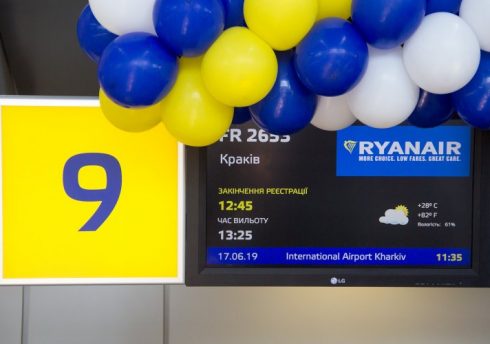 9
FR 2653
Краків
RYANAIR
MORE CHOICE. LOW FARES. GREAT CARE.
ЗАКІНЧЕННЯ РЕЄСТРАЦІЇ
12:45
ЧАС ВИЛЬОТУ
13:25
+28°C
+82°F
Вологість: 61%
17.06.19 International Airport Kharkiv 11:35
LG